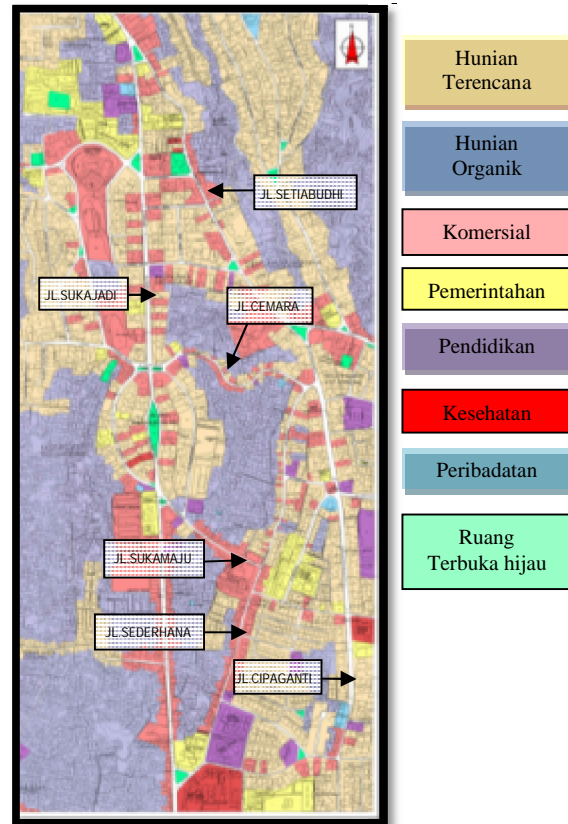 JL.SETIABUDHI
JL.SUKAJADI
JL.CEMARA
JL.SUKAMAJU
JL.SEDERHANA
JL.CIPAGANTI
Hunian
Terencana
Hunian
Organik
Komersial
Pemerintahan
Pendidikan
Kesehatan
Peribadatan
Ruang
Terbuka hijau